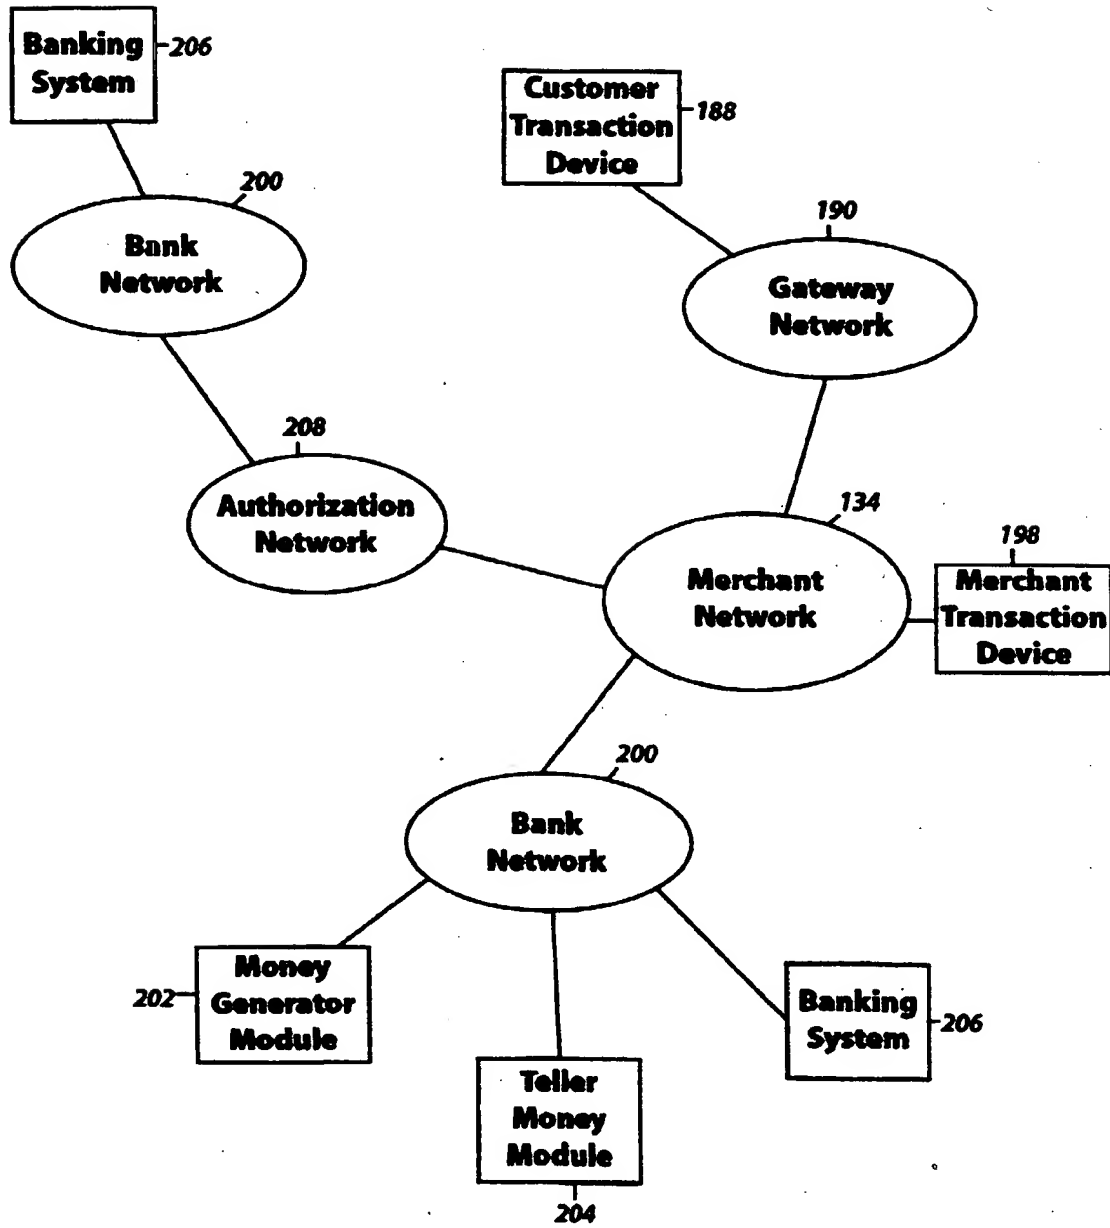 Banking
System
206
Customer
Transaction
Device
188
200
Bank
Network
190
Gateway
Network
208
Authorization
Network
134
Merchant
Network
198
Merchant
Transaction
Device
200
Bank
Network
202
Money
Generator
Module
Banking
System
206
Teller
Money
Module
204